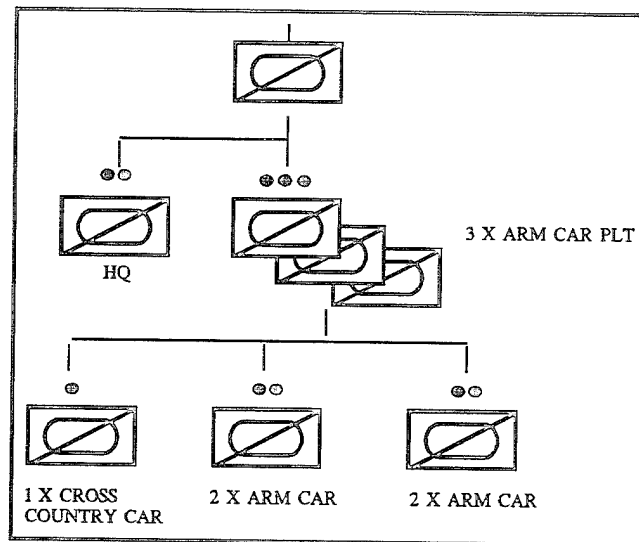 HQ
3 X ARM CAR PLT
1 X CROSS
COUNTRY CAR
2 X ARM CAR
2 X ARM CAR